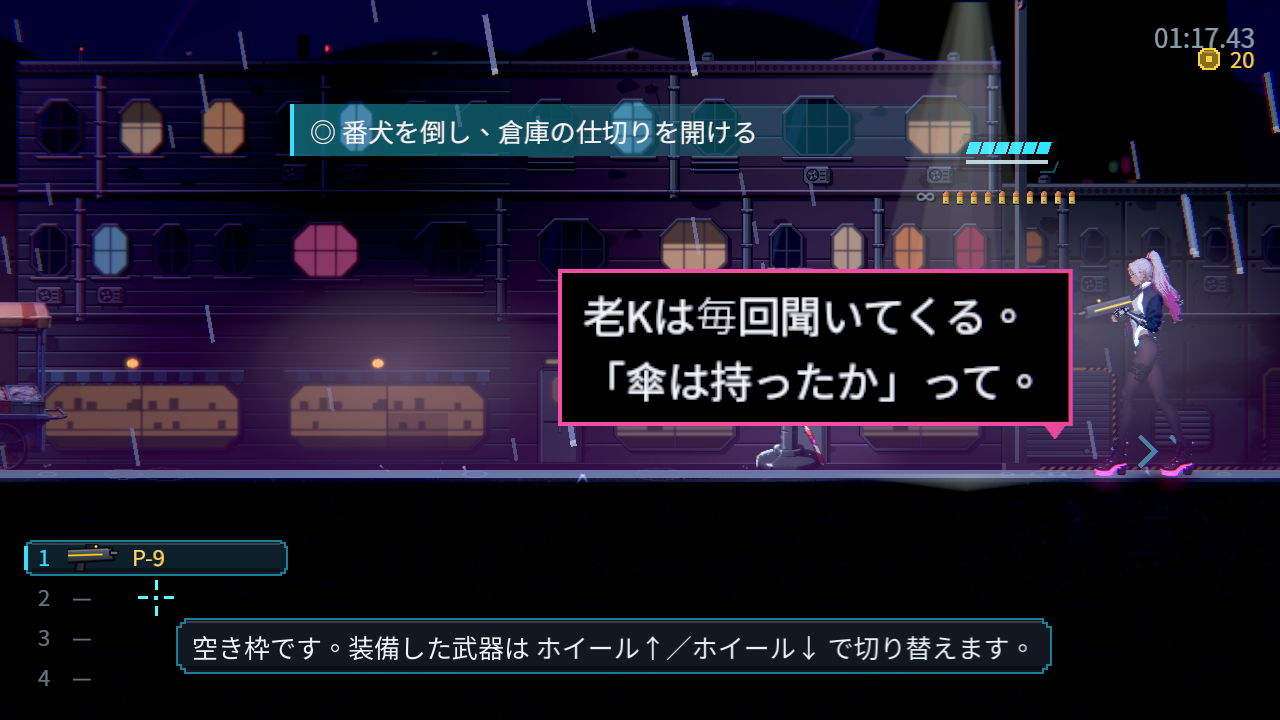 01:17.43
20
◎ 番犬を倒し、倉庫の仕切りを開ける
∞
老Kは毎回聞いてくる。
「傘は持ったか」って。
1 P-9
2 —
3 —
4 —
空き枠です。装備した武器は ホイール↑／ホイール↓ で切り替えます。